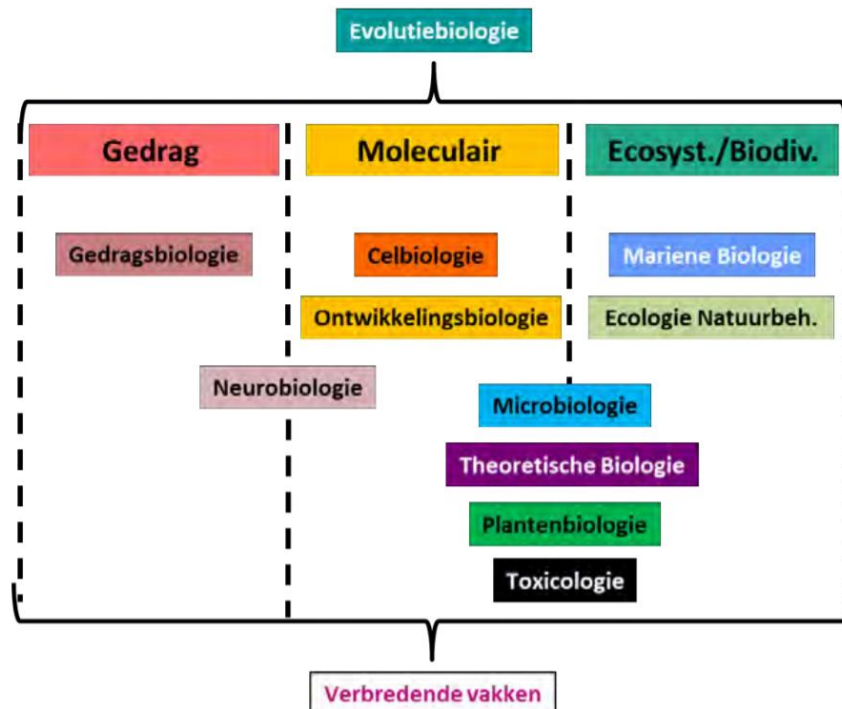 Evolutiebiologie
Gedrag
Moleculair
Ecosyst./Biodiv.
Gedragsbiologie
Celbiologie
Mariene Biologie
Ontwikkelingsbiologie
Ecologie Natuurbeh.
Neurobiologie
Microbiologie
Theoretische Biologie
Plantenbiologie
Toxicologie
Verbredende vakken